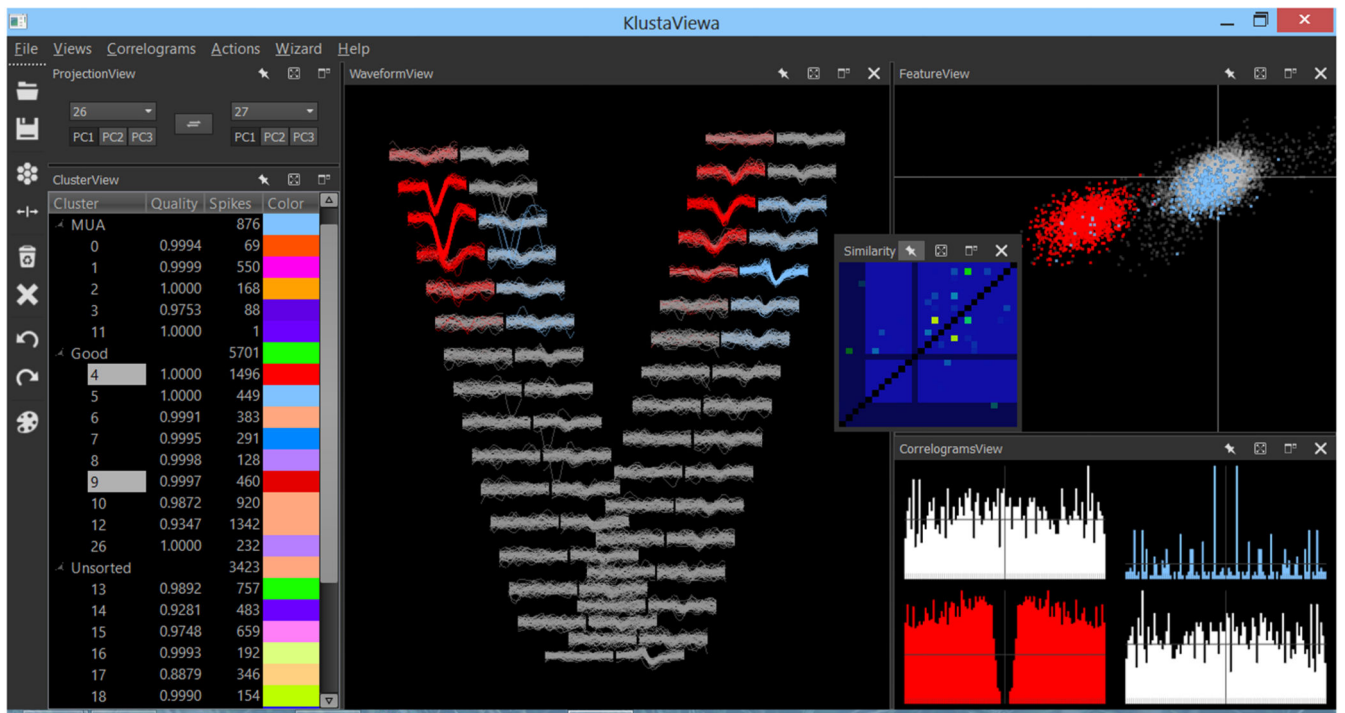 KlustaViewa
File Views Correlograms Actions Wizard Help
ProjectionView
26 27
PC1 PC2 PC3 PC1 PC2 PC3
ClusterView
Cluster Quality Spikes Color
MUA 876
0 0.9994 69
1 0.9999 550
2 1.0000 168
3 0.9753 88
11 1.0000 1
Good 5701
4 1.0000 1496
5 1.0000 449
6 0.9991 383
7 0.9995 291
8 0.9998 128
9 0.9997 460
10 0.9872 920
12 0.9347 1342
26 1.0000 232
Unsorted 3423
13 0.9892 757
14 0.9281 483
15 0.9748 659
16 0.9993 192
17 0.8879 346
18 0.9990 154
WaveformView
FeatureView
Similarity
CorrelogramsView